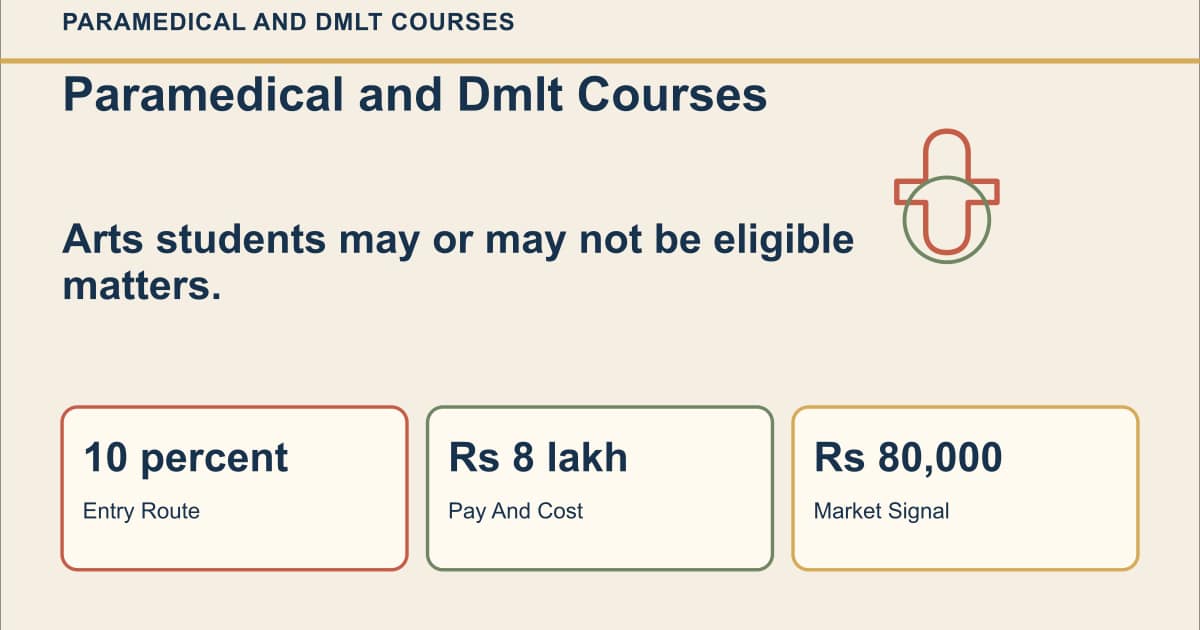 PARAMEDICAL AND DMLT COURSES
Paramedical and Dmlt Courses
Arts students may or may not be eligible
matters.
10 percent
Entry Route
Rs 8 lakh
Pay And Cost
Rs 80,000
Market Signal